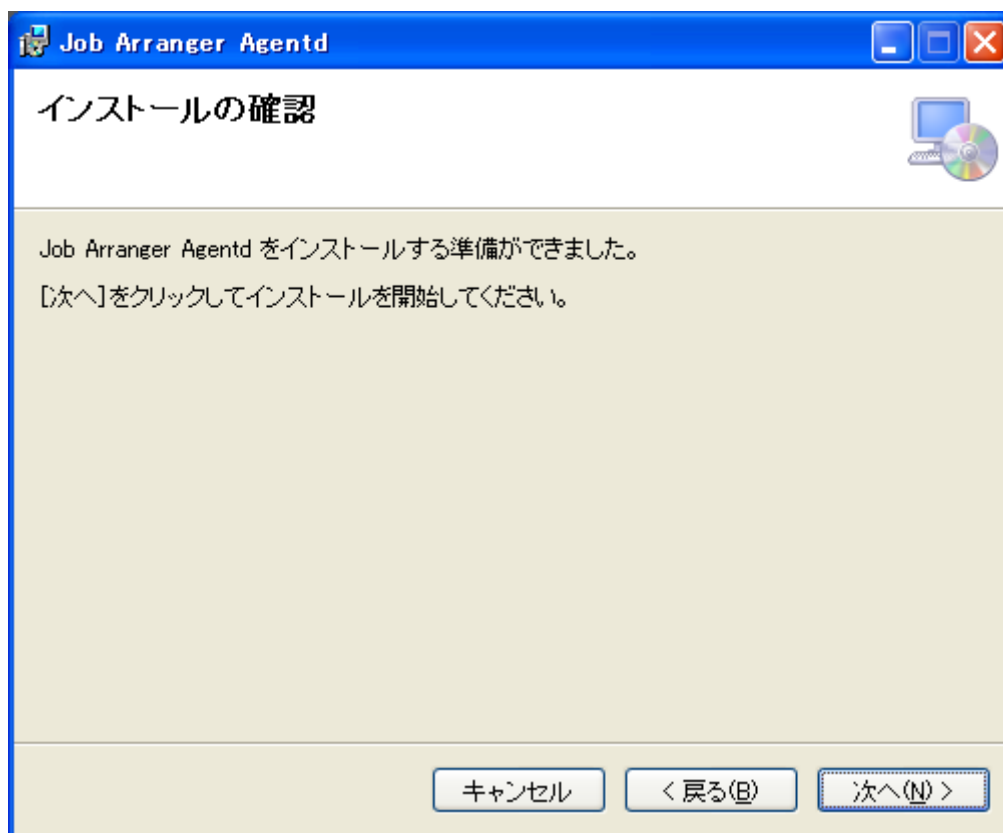 Job Arranger Agentd
インストールの確認
Job Arranger Agentd をインストールする準備ができました。
[次へ]をクリックしてインストールを開始してください。
キャンセル
< 戻る(B)
次へ(N) >